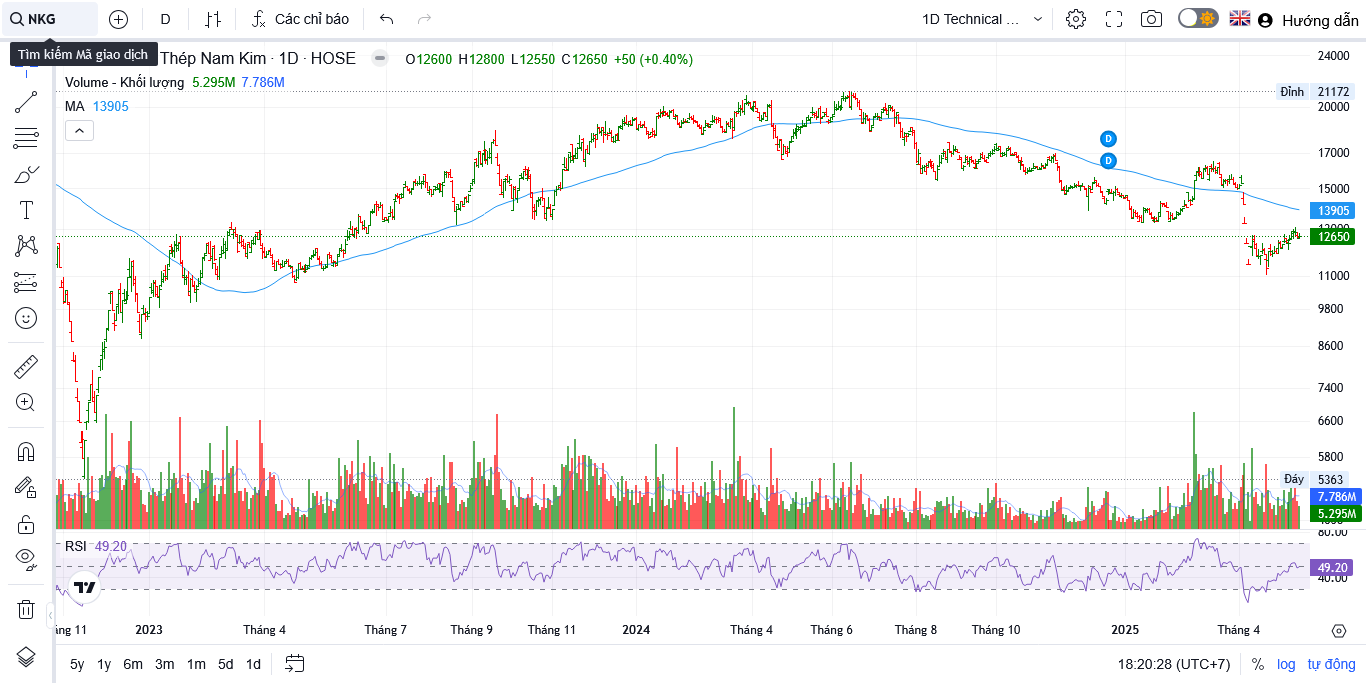 NKG
D
Các chỉ báo
1D Technical ...
Hướng dẫn
Tìm kiếm Mã giao dịch
Thép Nam Kim · 1D · HOSE
O12600 H12800 L12550 C12650 +50 (+0.40%)
Volume - Khối lượng 5.295M 7.786M
MA 13905
24000
Đỉnh 21172
20000
D
17000
D
15000
13905
12650
11000
9800
8600
7400
6600
5800
Đáy 5363
7.786M
5.295M
80.00
RSI 49.20
49.20
40.00
ng 11 2023 Tháng 4 Tháng 7 Tháng 9 Tháng 11 2024 Tháng 4 Tháng 6 Tháng 8 Tháng 10 2025 Tháng 4
5y 1y 6m 3m 1m 5d 1d
18:20:28 (UTC+7) % log tự động